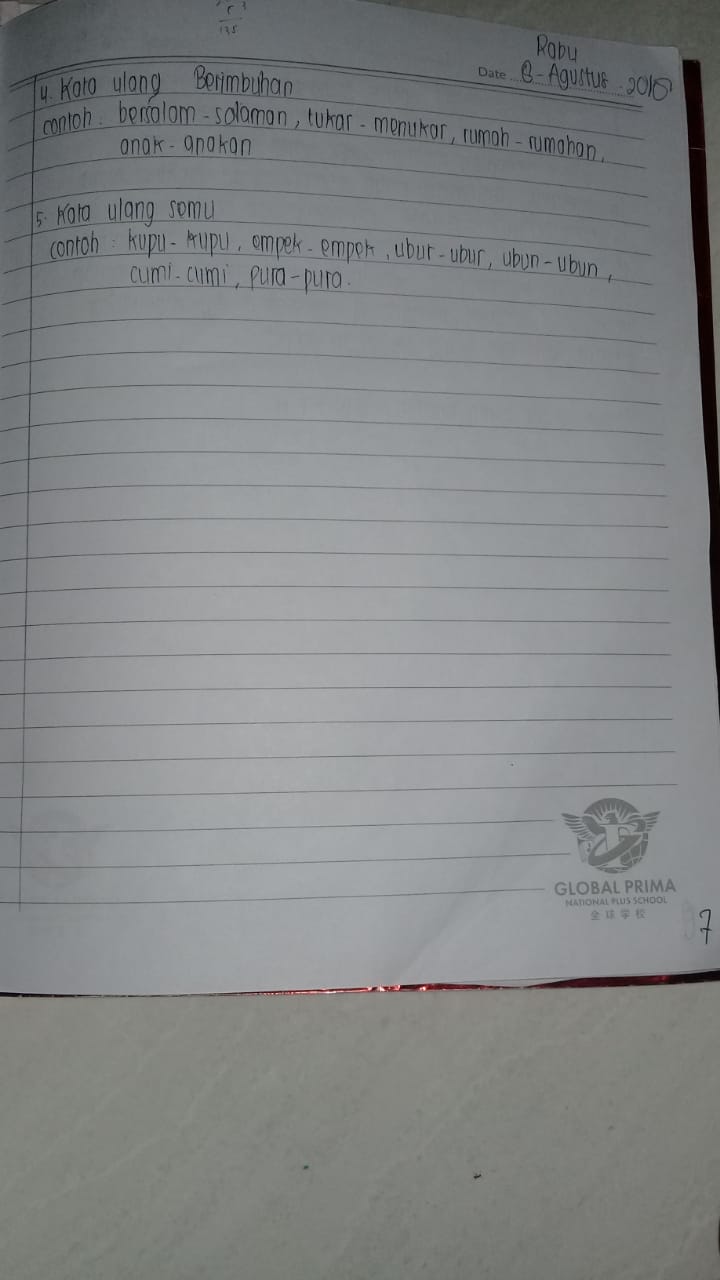 Rabu
Date 8-Agustus-2018
4. Kata ulang Berimbuhan
contoh: bersalam-salaman, tukar-menukar, rumah-rumahan,
anak-anakan
5. Kata ulang semu
contoh: kupu-kupu, empek-empek, ubur-ubur, ubun-ubun,
cumi-cumi, pura-pura.
GLOBAL PRIMA
NATIONAL PLUS SCHOOL
全球学校
7